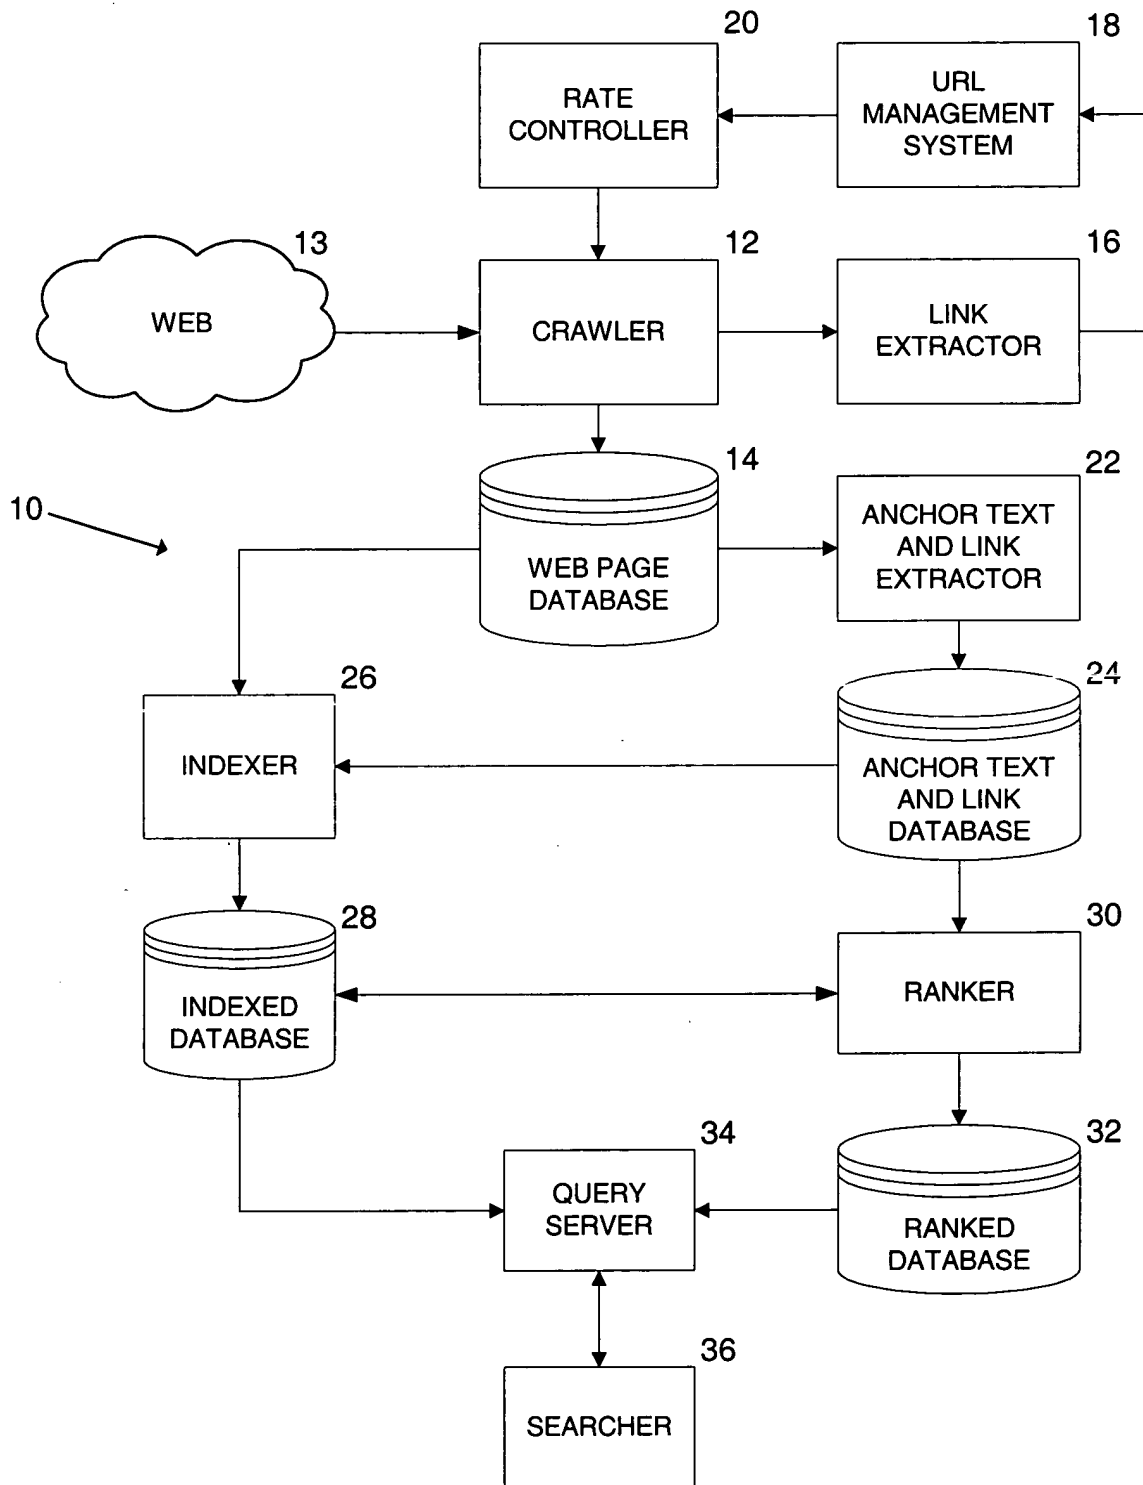 20
18
RATE
CONTROLLER
URL
MANAGEMENT
SYSTEM
13
12
16
WEB
CRAWLER
LINK
EXTRACTOR
14
22
10
WEB PAGE
DATABASE
ANCHOR TEXT
AND LINK
EXTRACTOR
26
24
INDEXER
ANCHOR TEXT
AND LINK
DATABASE
28
30
INDEXED
DATABASE
RANKER
34
32
QUERY
SERVER
RANKED
DATABASE
36
SEARCHER